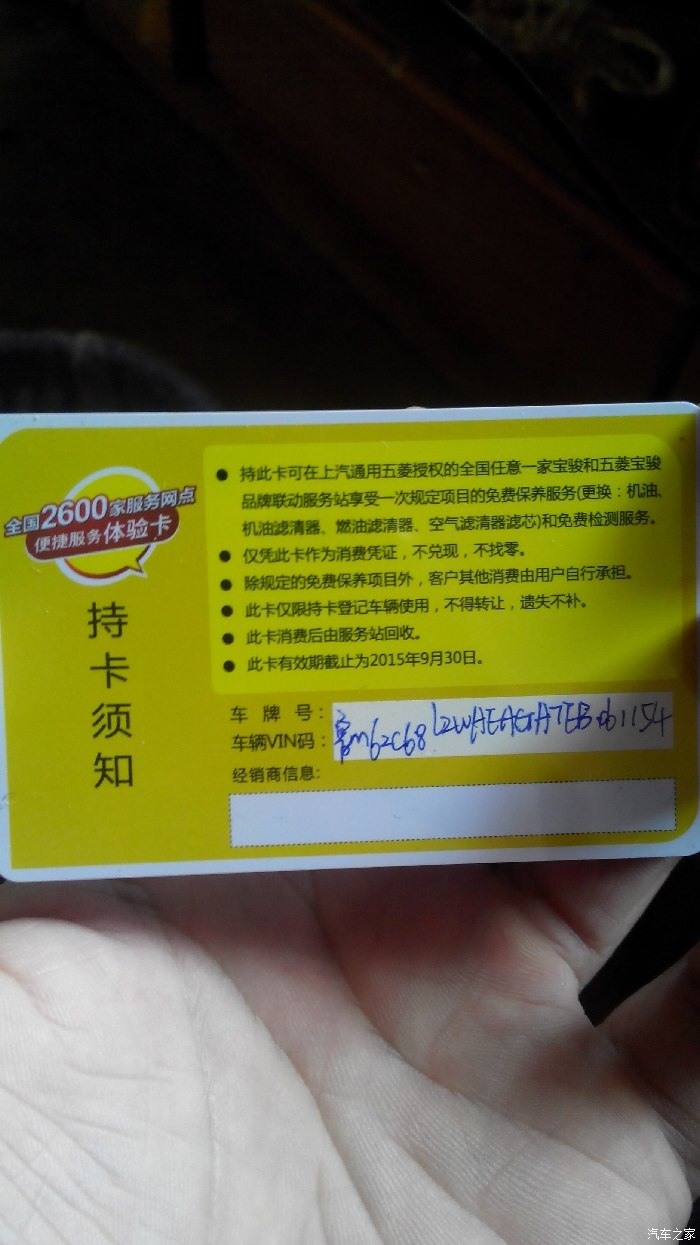 全国2600家服务网点
便捷服务体验卡
持卡须知
● 持此卡可在上汽通用五菱授权的全国任意一家宝骏和五菱宝骏
品牌联动服务站享受一次规定项目的免费保养服务(更换：机油、
机油滤清器、燃油滤清器、空气滤清器滤芯)和免费检测服务。
● 仅凭此卡作为消费凭证，不兑现，不找零。
● 除规定的免费保养项目外，客户其他消费由用户自行承担。
● 此卡仅限持卡登记车辆使用，不得转让，遗失不补。
● 此卡消费后由服务站回收。
● 此卡有效期截止为2015年9月30日。
车 牌 号：
车辆VIN码：
经销商信息:
汽车之家